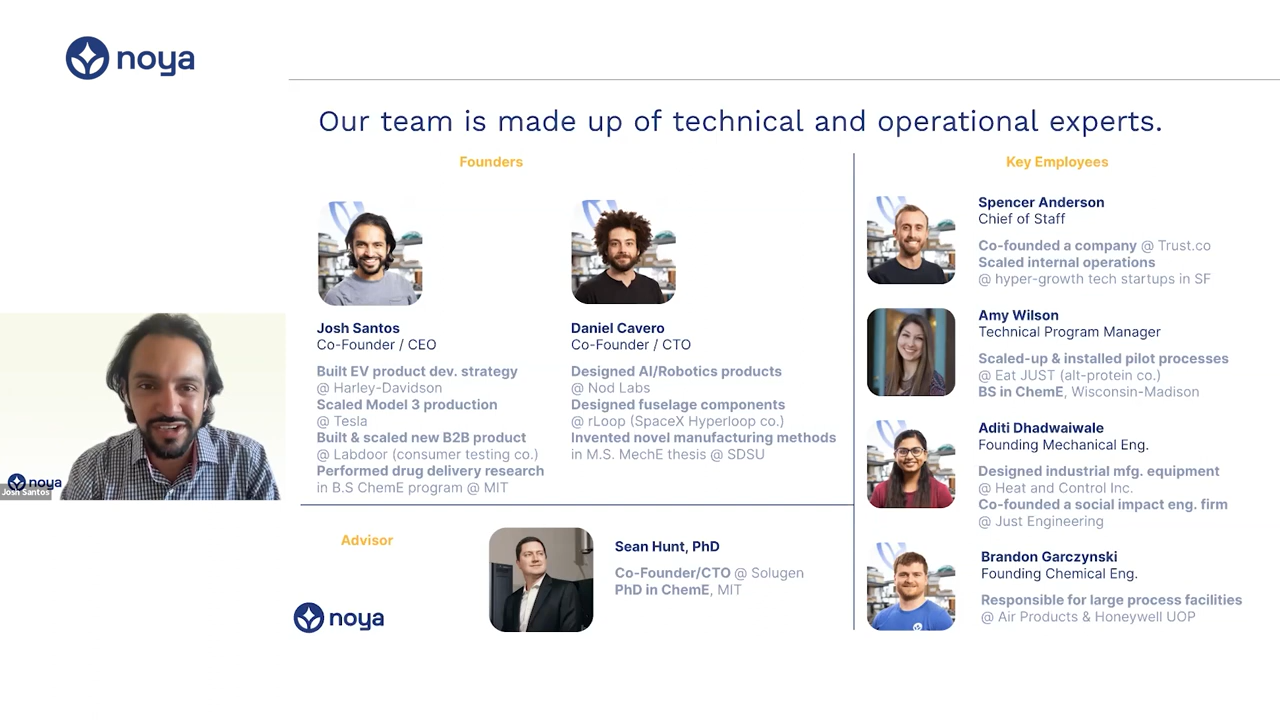 noya
Our team is made up of technical and operational experts.
Founders
Josh Santos
Co-Founder / CEO
Built EV product dev. strategy
@ Harley-Davidson
Scaled Model 3 production
@ Tesla
Built & scaled new B2B product
@ Labdoor (consumer testing co.)
Performed drug delivery research
in B.S ChemE program @ MIT
Daniel Cavero
Co-Founder / CTO
Designed AI/Robotics products
@ Nod Labs
Designed fuselage components
@ rLoop (SpaceX Hyperloop co.)
Invented novel manufacturing methods
in M.S. MechE thesis @ SDSU
Key Employees
Spencer Anderson
Chief of Staff
Co-founded a company @ Trust.co
Scaled internal operations
@ hyper-growth tech startups in SF
Amy Wilson
Technical Program Manager
Scaled-up & installed pilot processes
@ Eat JUST (alt-protein co.)
BS in ChemE, Wisconsin-Madison
Aditi Dhadwaiwale
Founding Mechanical Eng.
Designed industrial mfg. equipment
@ Heat and Control Inc.
Co-founded a social impact eng. firm
@ Just Engineering
Brandon Garczynski
Founding Chemical Eng.
Responsible for large process facilities
@ Air Products & Honeywell UOP
Advisor
Sean Hunt, PhD
Co-Founder/CTO @ Solugen
PhD in ChemE, MIT
noya
noya
Josh Santos